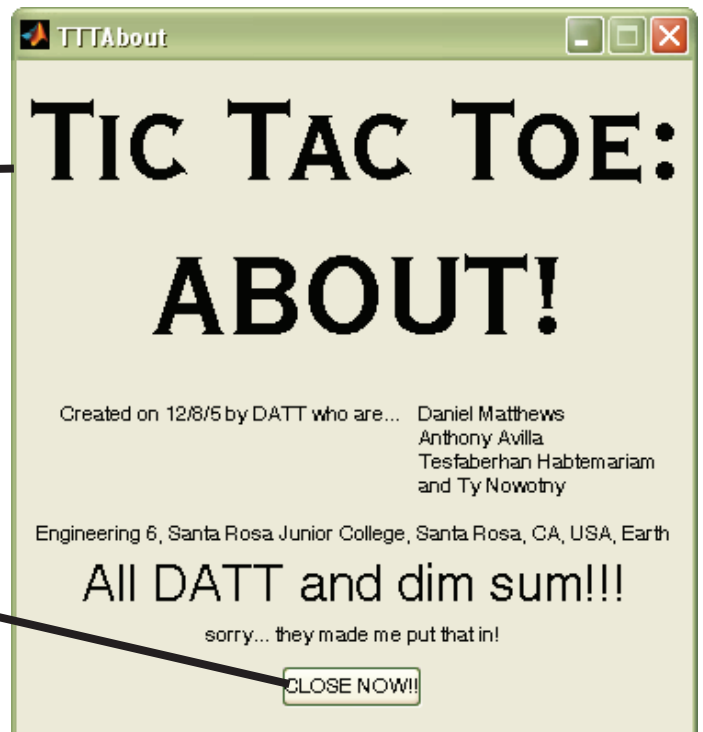 TTTAbout
TIC TAC TOE:
ABOUT!
Created on 12/8/5 by DATT who are... Daniel Matthews
Anthony Avilla
Tesfaberhan Habtemariam
and Ty Nowotny
Engineering 6, Santa Rosa Junior College, Santa Rosa, CA, USA, Earth
All DATT and dim sum!!!
sorry... they made me put that in!
CLOSE NOW!!